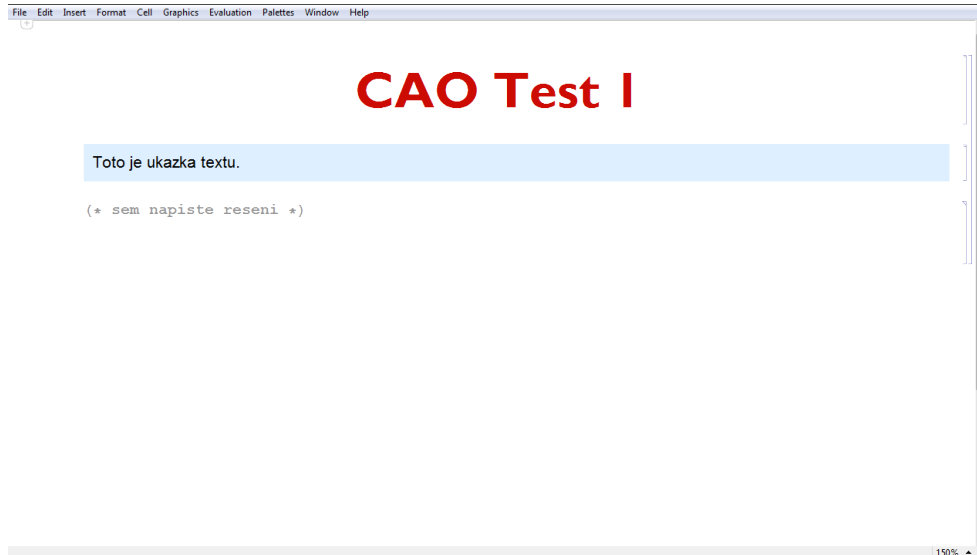 File Edit Insert Format Cell Graphics Evaluation Palettes Window Help
CAO Test 1
Toto je ukazka textu.
(* sem napiste reseni *)
150%